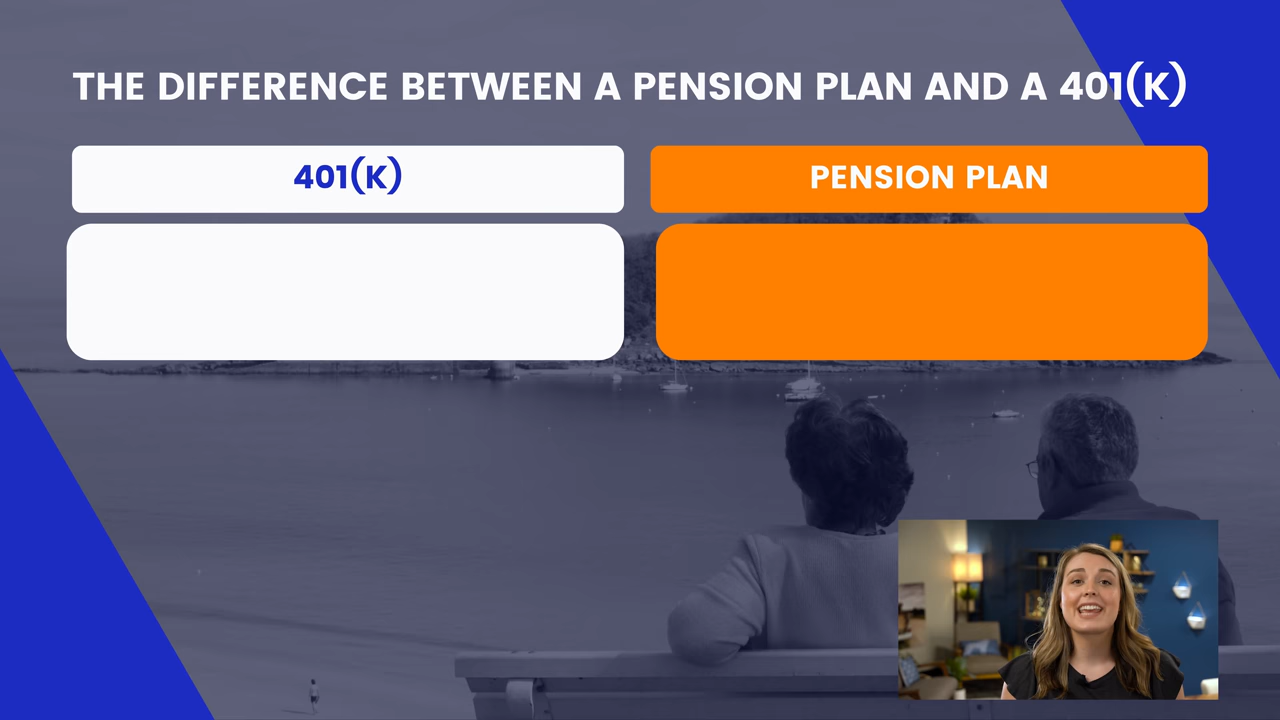 THE DIFFERENCE BETWEEN A PENSION PLAN AND A 401(K)
401(K)
PENSION PLAN